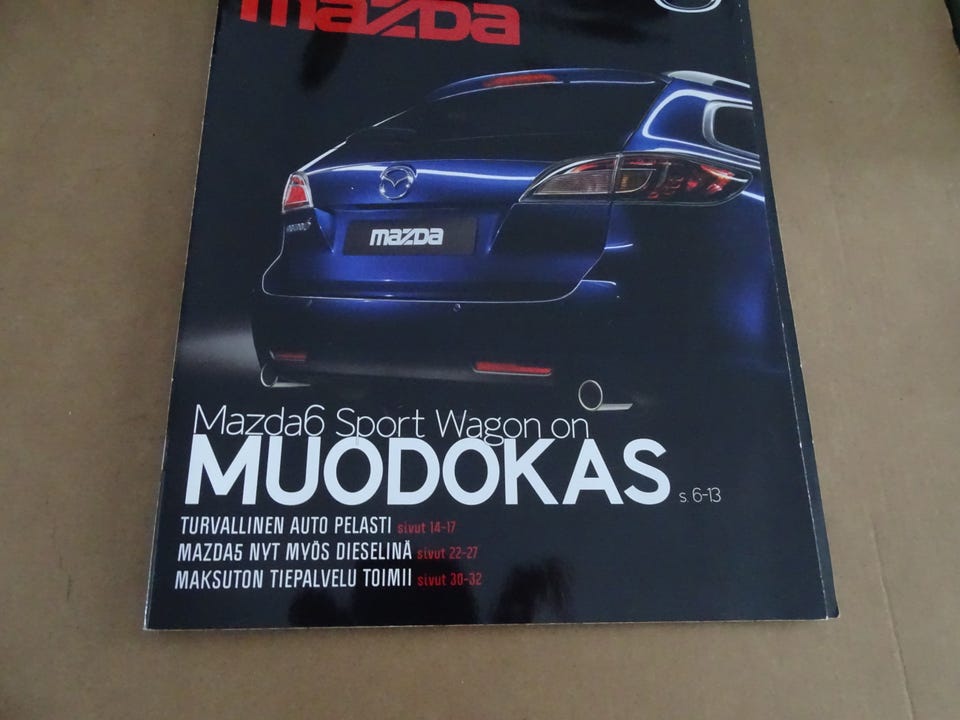 mazda
mazda
Mazda6 Sport Wagon on
MUODOKAS s. 6-13
TURVALLINEN AUTO PELASTI sivut 14-17
MAZDA5 NYT MYÖS DIESELINÄ sivut 22-27
MAKSUTON TIEPALVELU TOIMII sivut 30-32